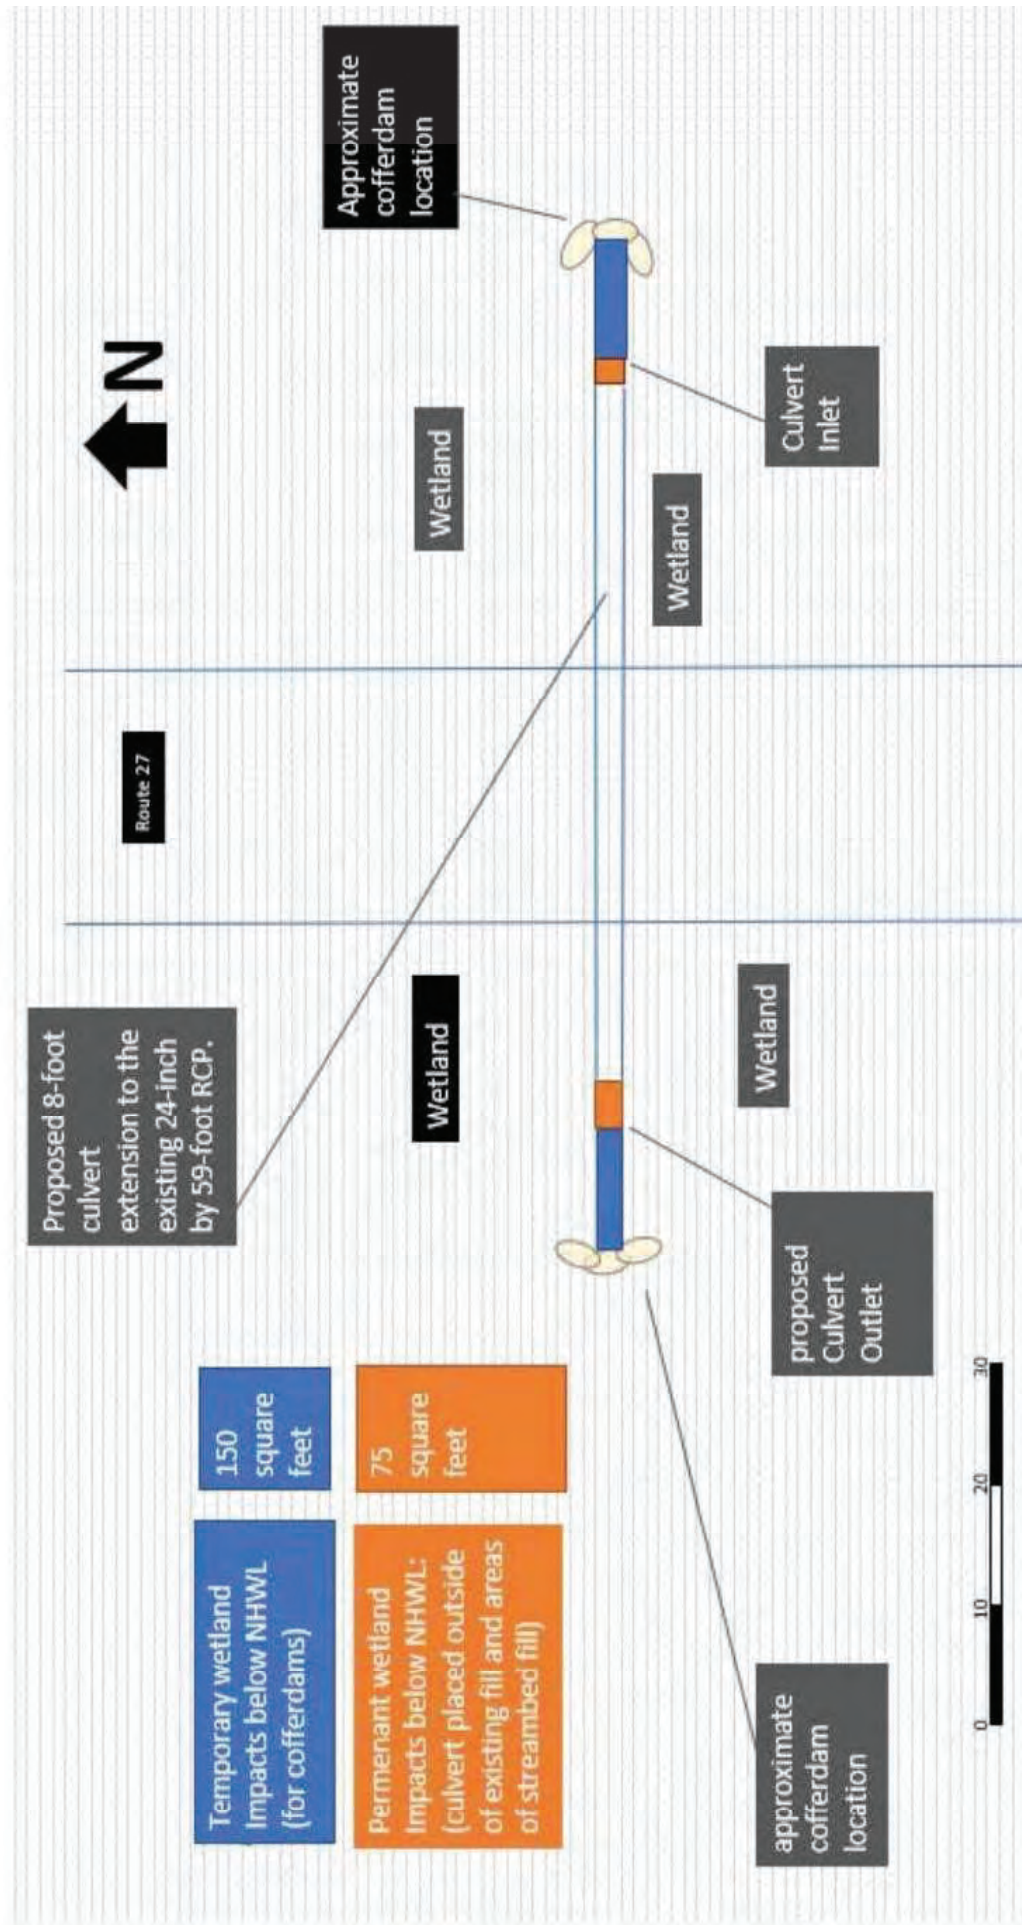 Temporary wetland
Impacts below NHWL
(for cofferdams)
150
square
feet
Permenant wetland
Impacts below NHWL:
(culvert placed outside
of existing fill and areas
of streambed fill)
75
square
feet
Proposed 8-foot
culvert
extension to the
existing 24-inch
by 59-foot RCP.
Route 27
N
Approximate
cofferdam
location
Wetland
Wetland
Wetland
Wetland
Culvert
Inlet
proposed
Culvert
Outlet
approximate
cofferdam
location
0 10 20 30